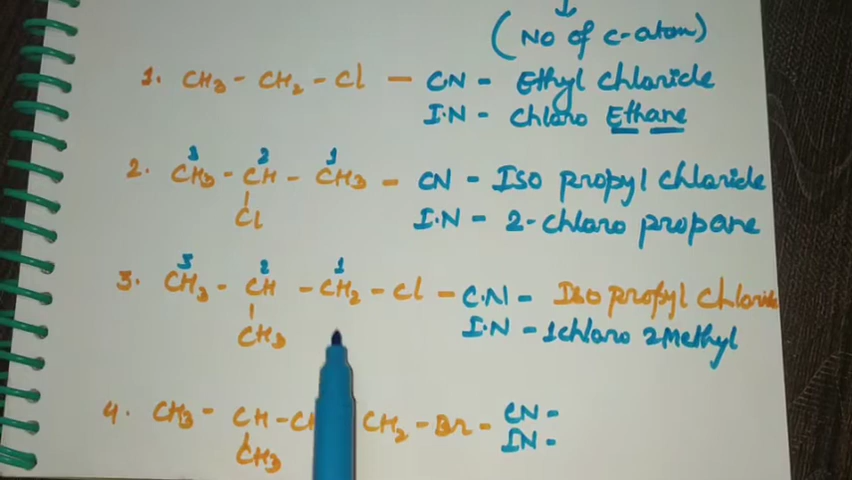 (No of c-atom)
1. CH3 - CH2 - Cl - CN - Ethyl chloride
I.N - chloro Ethane
3 2 1
2. CH3 - CH - CH3 - CN - Iso propyl chloride
Cl I.N - 2-chloro propane
3 2 1
3. CH3 - CH - CH2 - Cl - C.N - Iso propyl chloride
CH3 I.N - 1chloro 2Methyl
4. CH3 - CH - CH2 - Br - CN -
CH3 IN -